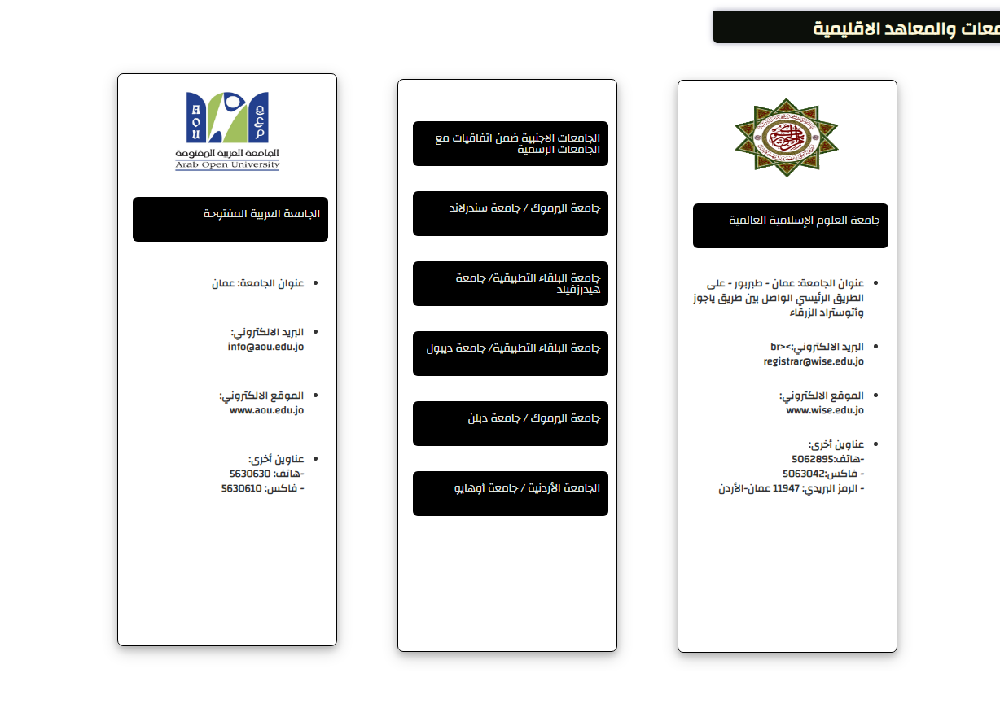 معات والمعاهد الاقليمية
جامعة العلوم الإسلامية العالمية
عنوان الجامعة: عمان - طبربور - على
الطريق الرئيسي الواصل بين طريق ياجوز
وأتوستراد الزرقاء
البريد الالكتروني:<br>
registrar@wise.edu.jo
الموقع الالكتروني:
www.wise.edu.jo
عناوين أخرى:
-هاتف:5062895
- فاكس:5063042
- الرمز البريدي: 11947 عمان-الأردن
الجامعات الاجنبية ضمن اتفاقيات مع
الجامعات الرسمية
جامعة اليرموك / جامعة سندرلاند
جامعة البلقاء التطبيقية/ جامعة
هيدرزفيلد
جامعة البلقاء التطبيقية/ جامعة ديبول
جامعة اليرموك / جامعة دبلن
الجامعة الأردنية / جامعة أوهايو
AOU
الجامعة العربية المفتوحة
Arab Open University
الجامعة العربية المفتوحة
عنوان الجامعة: عمان
البريد الالكتروني:
info@aou.edu.jo
الموقع الالكتروني:
www.aou.edu.jo
عناوين أخرى:
-هاتف: 5630630
- فاكس: 5630610